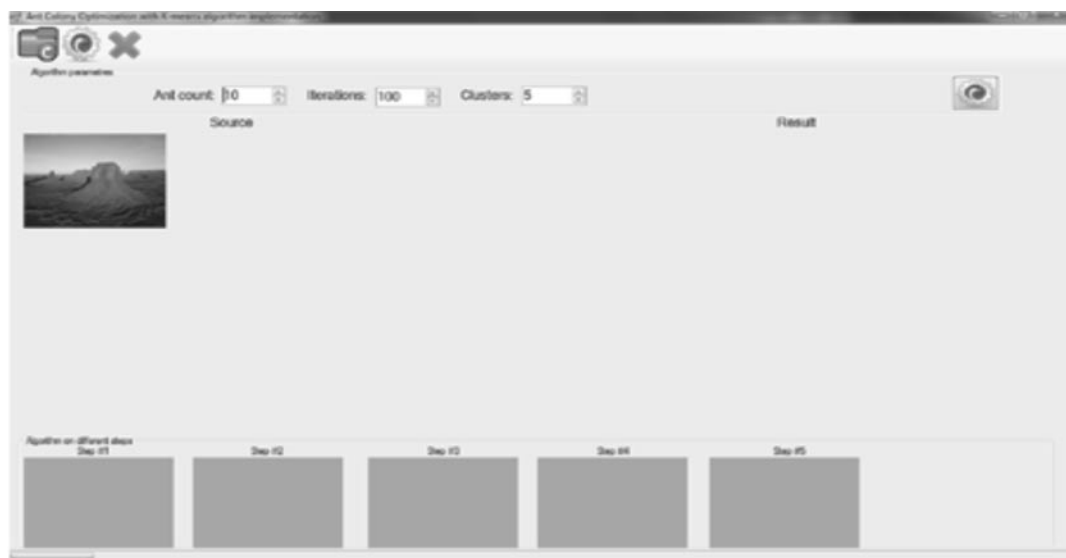 Ant Colony Optimization with K-means algorithm implementation
Algorithm parametres
Ant count: 10 Iterations: 100 Clusters: 5
Source Result
Algorithm on different steps
Step #1 Step #2 Step #3 Step #4 Step #5